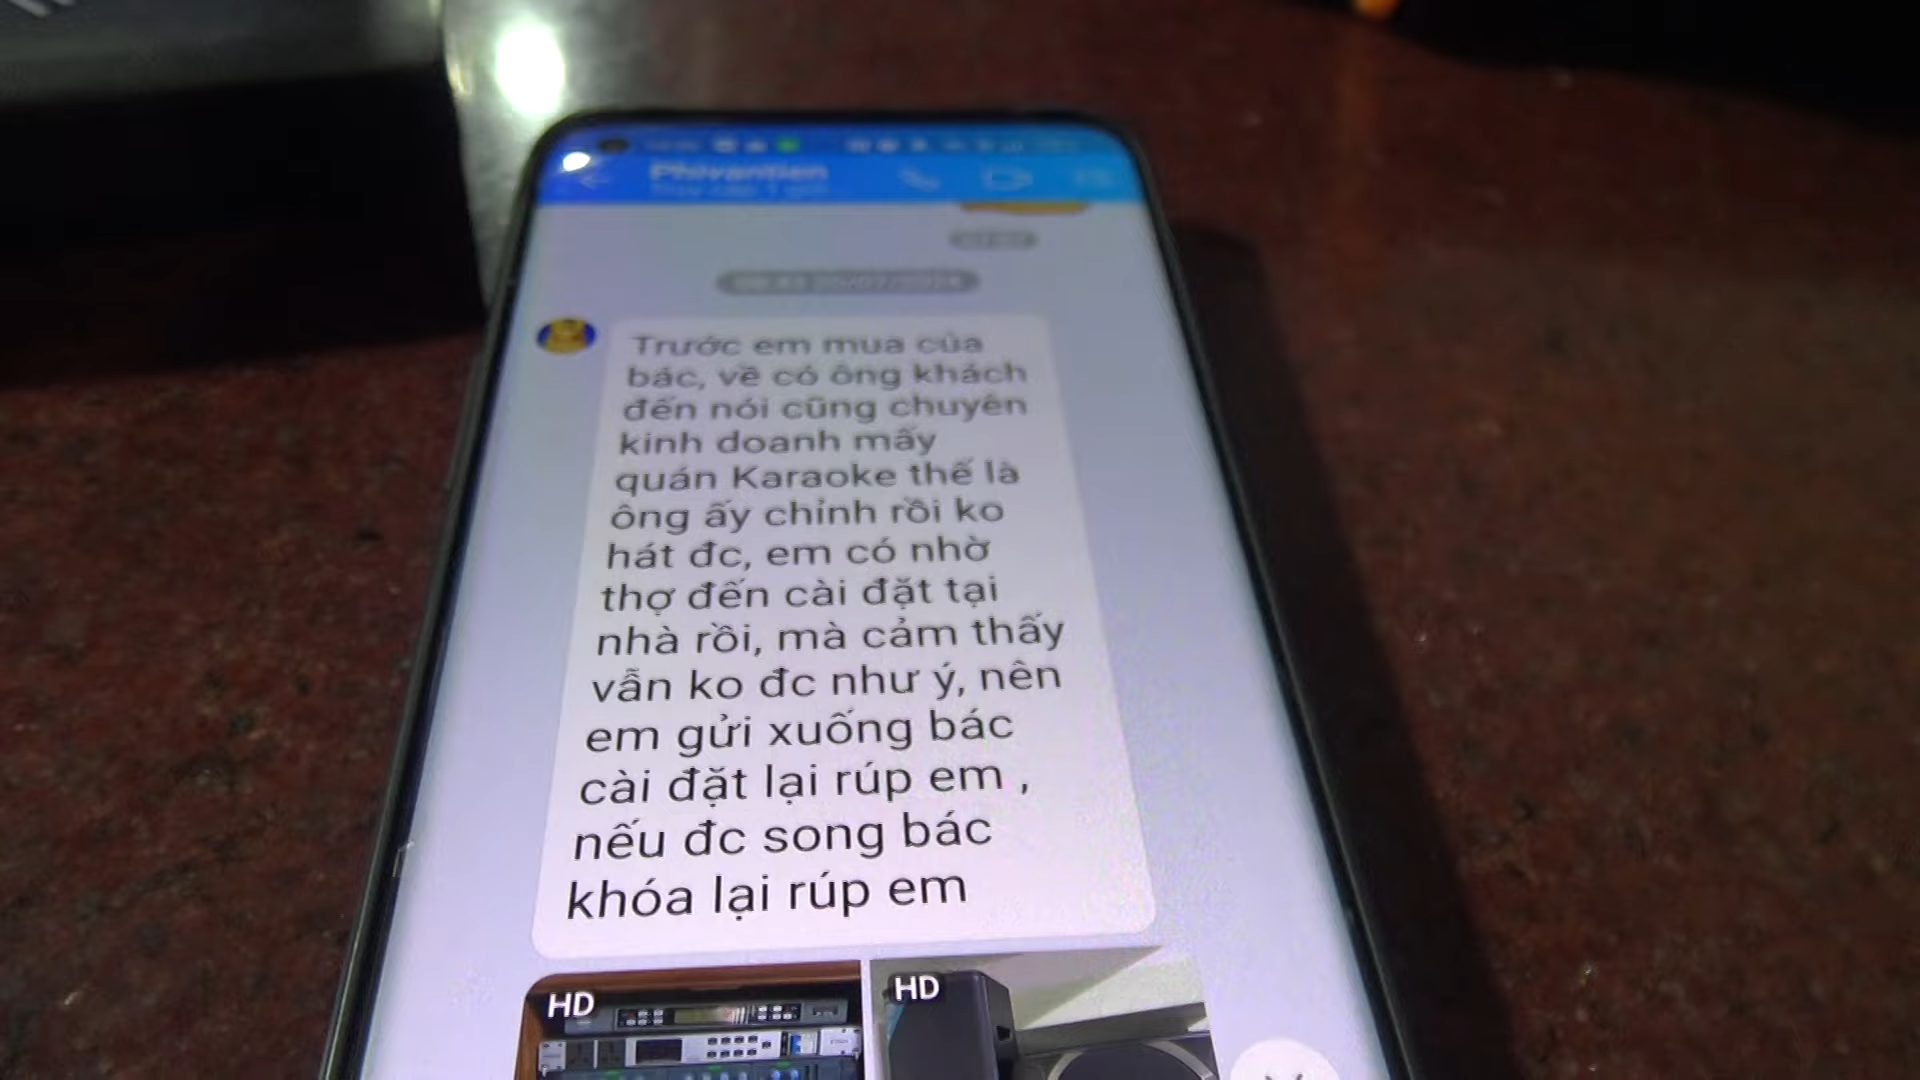 Phivantien
Trước em mua của
bác, về có ông khách
đến nói cũng chuyên
kinh doanh mấy
quán Karaoke thế là
ông ấy chỉnh rồi ko
hát đc, em có nhờ
thợ đến cài đặt tại
nhà rồi, mà cảm thấy
vẫn ko đc như ý, nên
em gửi xuống bác
cài đặt lại rúp em ,
nếu đc song bác
khóa lại rúp em
HD
HD